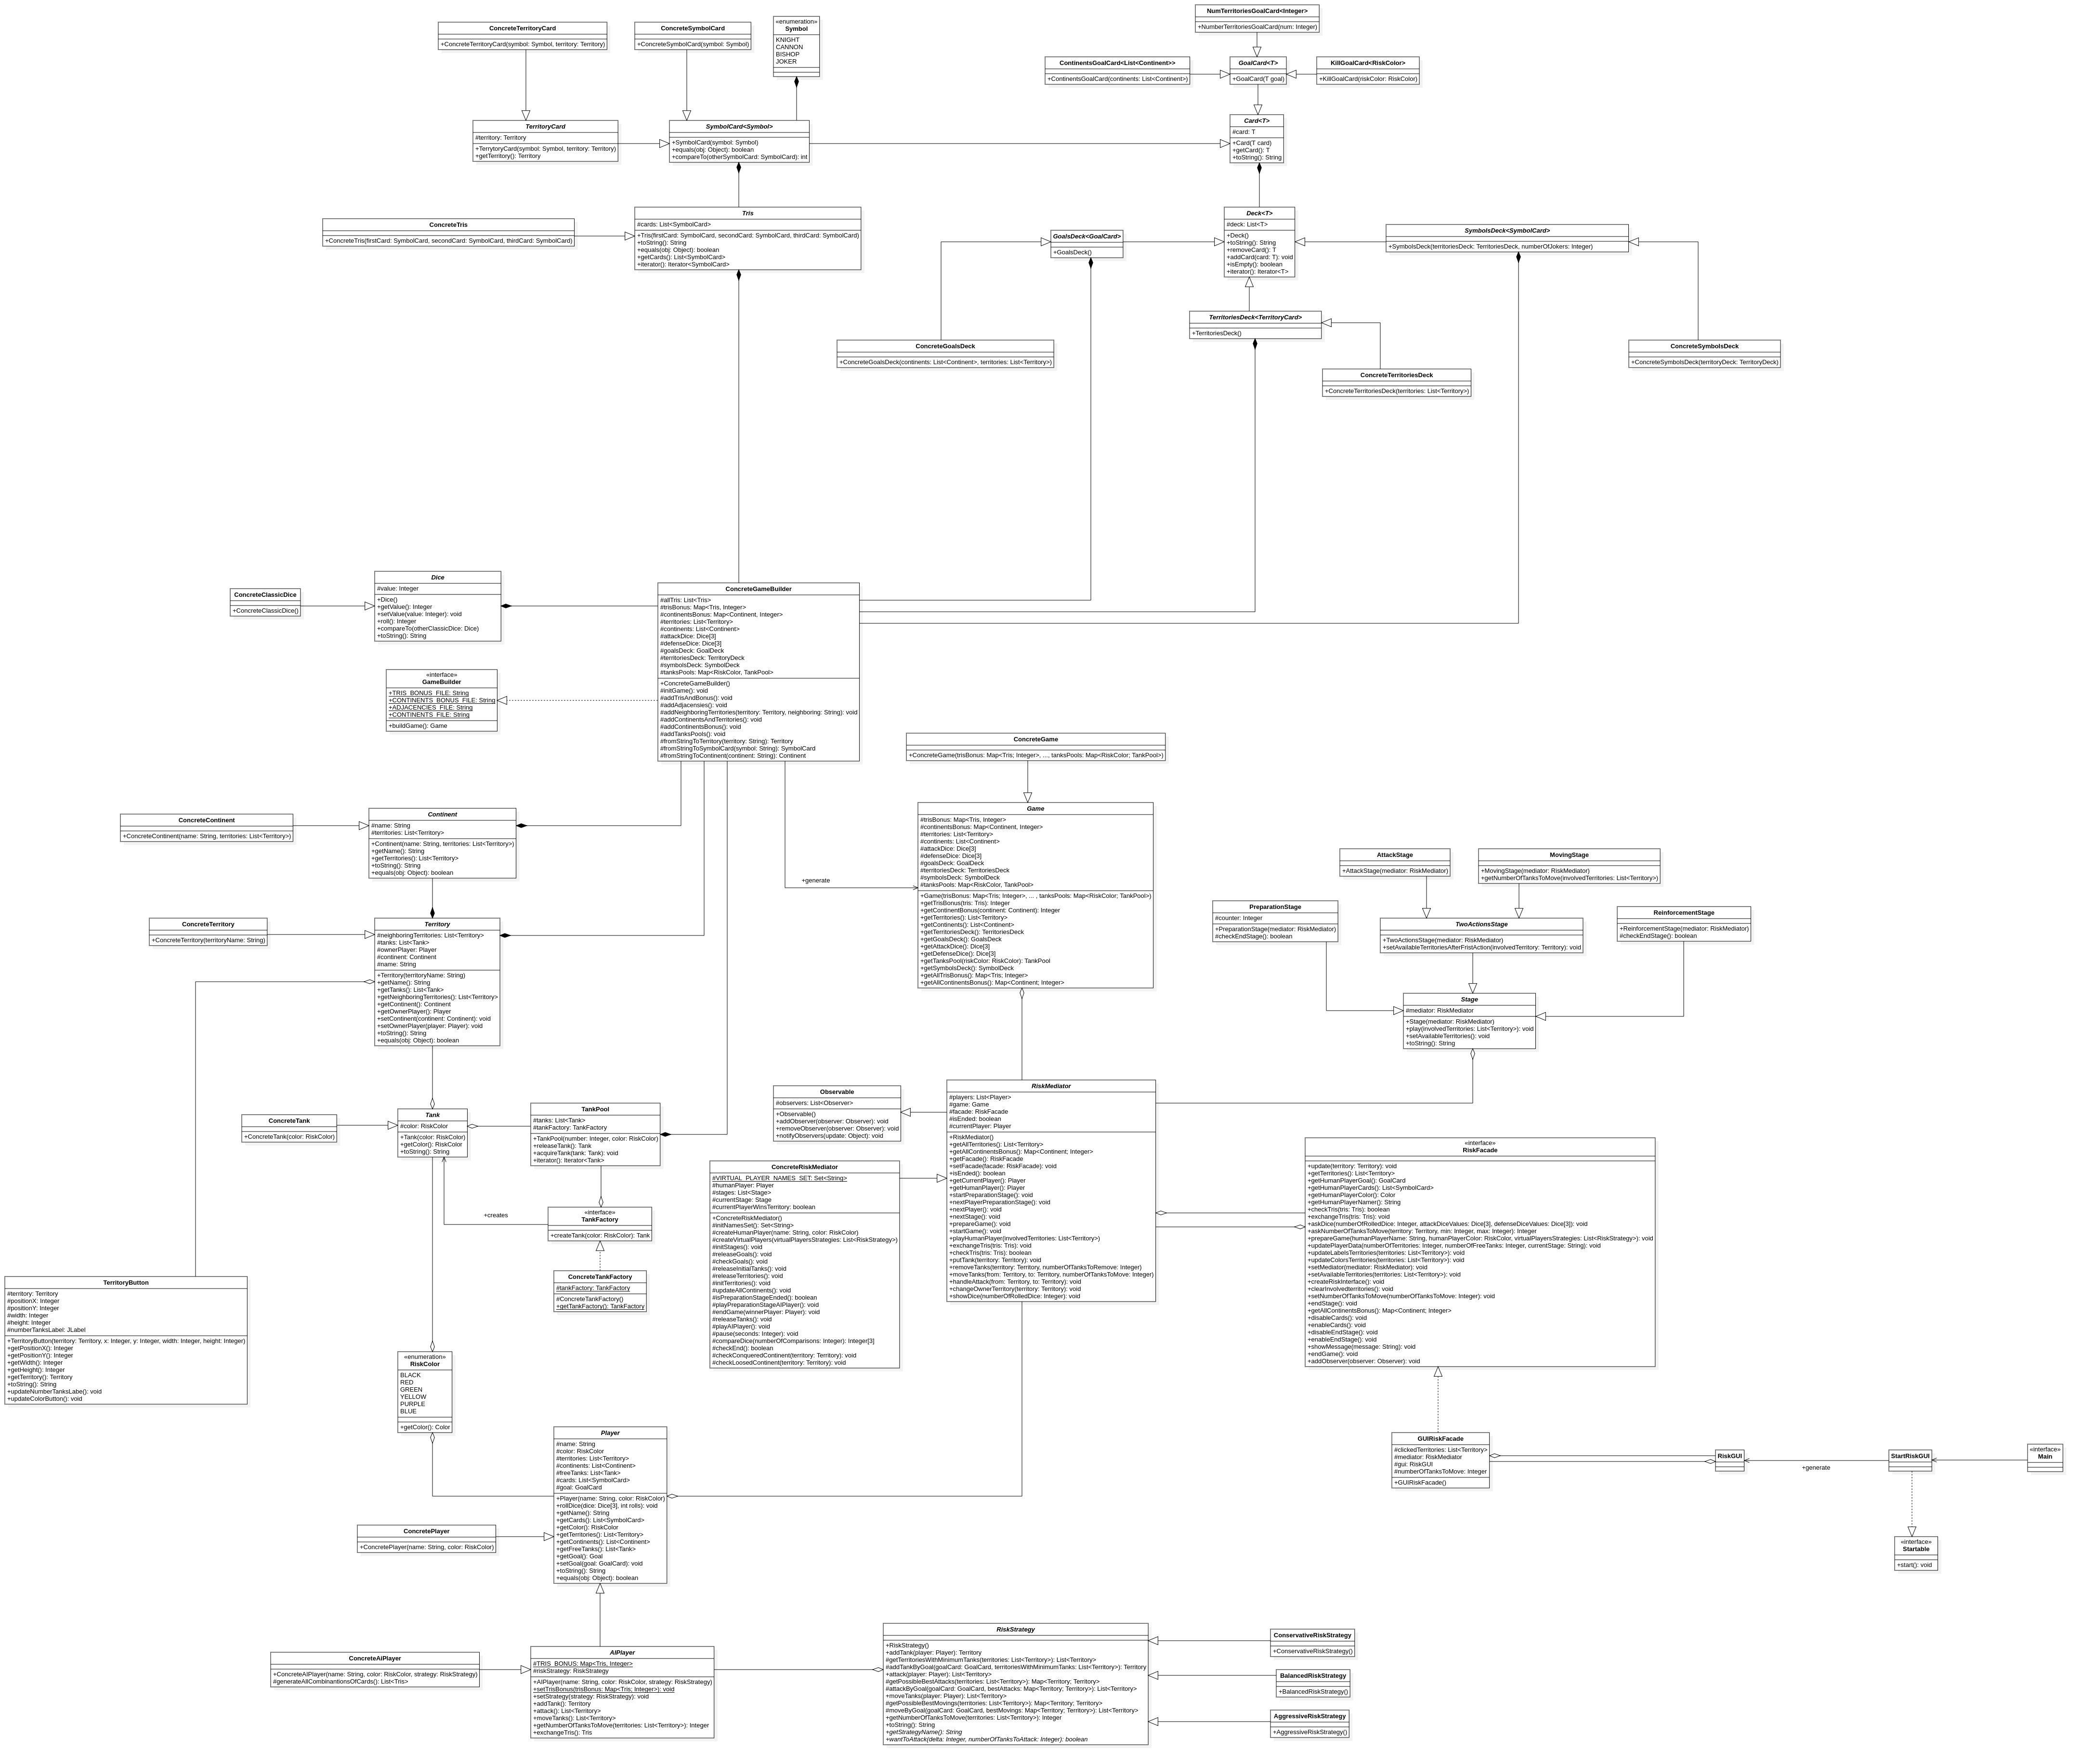 ConcreteTerritoryCard
+ConcreteTerritoryCard(symbol: Symbol, territory: Territory)
ConcreteSymbolCard
+ConcreteSymbolCard(symbol: Symbol)
«enumeration»
Symbol
KNIGHT
CANNON
BISHOP
JOKER
NumTerritoriesGoalCard<Integer>
+NumberTerritoriesGoalCard(num: Integer)
ContinentsGoalCard<List<Continent>>
+ContinentsGoalCard(continents: List<Continent>)
GoalCard<T>
+GoalCard(T goal)
KillGoalCard<RiskColor>
+KillGoalCard(riskColor: RiskColor)
TerritoryCard
#territory: Territory
+TerrytoryCard(symbol: Symbol, territory: Territory)
+getTerritory(): Territory
SymbolCard<Symbol>
+SymbolCard(symbol: Symbol)
+equals(obj: Object): boolean
+compareTo(otherSymbolCard: SymbolCard): int
Card<T>
#card: T
+Card(T card)
+getCard(): T
+toString(): String
ConcreteTris
+ConcreteTris(firstCard: SymbolCard, secondCard: SymbolCard, thirdCard: SymbolCard)
Tris
#cards: List<SymbolCard>
+Tris(firstCard: SymbolCard, secondCard: SymbolCard, thirdCard: SymbolCard)
+toString(): String
+equals(obj: Object): boolean
+getCards(): List<SymbolCard>
+iterator(): Iterator<SymbolCard>
GoalsDeck<GoalCard>
+GoalsDeck()
Deck<T>
#deck: List<T>
+Deck()
+toString(): String
+removeCard(): T
+addCard(card: T): void
+isEmpty(): boolean
+iterator(): Iterator<T>
SymbolsDeck<SymbolCard>
+SymbolsDeck(territoriesDeck: TerritoriesDeck, numberOfJokers: Integer)
TerritoriesDeck<TerritoryCard>
+TerritoriesDeck()
ConcreteGoalsDeck
+ConcreteGoalsDeck(continents: List<Continent>, territories: List<Territory>)
ConcreteTerritoriesDeck
+ConcreteTerritoriesDeck(territories: List<Territory>)
ConcreteSymbolsDeck
+ConcreteSymbolsDeck(territoryDeck: TerritoryDeck)
ConcreteClassicDice
+ConcreteClassicDice()
Dice
#value: Integer
+Dice()
+getValue(): Integer
+setValue(value: Integer): void
+roll(): Integer
+compareTo(otherClassicDice: Dice)
+toString(): String
«interface»
GameBuilder
+TRIS_BONUS_FILE: String
+CONTINENTS_BONUS_FILE: String
+ADJACENCIES_FILE: String
+CONTINENTS_FILE: String
+buildGame(): Game
ConcreteGameBuilder
#allTris: List<Tris>
#trisBonus: Map<Tris, Integer>
#continentsBonus: Map<Continent, Integer>
#territories: List<Territory>
#continents: List<Continent>
#attackDice: Dice[3]
#defenseDice: Dice[3]
#goalsDeck: GoalDeck
#territoriesDeck: TerritoryDeck
#symbolsDeck: SymbolDeck
#tanksPools: Map<RiskColor, TankPool>
+ConcreteGameBuilder()
#initGame(): void
#addTrisAndBonus(): void
#addAdjacensies(): void
#addNeighboringTerritories(territory: Territory, neighboring: String): void
#addContinentsAndTerritories(): void
#addContinentsBonus(): void
#addTanksPools(): void
#fromStringToTerritory(territory: String): Territory
#fromStringToSymbolCard(symbol: String): SymbolCard
#fromStringToContinent(continent: String): Continent
ConcreteGame
+ConcreteGame(trisBonus: Map<Tris; Integer>, ..., tanksPools: Map<RiskColor; TankPool>)
ConcreteContinent
+ConcreteContinent(name: String, territories: List<Territory>)
Continent
#name: String
#territories: List<Territory>
+Continent(name: String, territories: List<Territory>)
+getName(): String
+getTerritories(): List<Territory>
+toString(): String
+equals(obj: Object): boolean
+generate
Game
#trisBonus: Map<Tris, Integer>
#continentsBonus: Map<Continent, Integer>
#territories: List<Territory>
#continents: List<Continent>
#attackDice: Dice[3]
#defenseDice: Dice[3]
#goalsDeck: GoalDeck
#territoriesDeck: TerritoriesDeck
#symbolsDeck: SymbolDeck
#tanksPools: Map<RiskColor, TankPool>
+Game(trisBonus: Map<Tris; Integer>, ... , tanksPools: Map<RiskColor; TankPool>)
+getTrisBonus(tris: Tris): Integer
+getContinentBonus(continent: Continent): Integer
+getTerritories(): List<Territory>
+getContinents(): List<Continent>
+getTerritoriesDeck(): TerritoriesDeck
+getGoalsDeck(): GoalsDeck
+getAttackDice(): Dice[3]
+getDefenseDice(): Dice[3]
+getTanksPool(riskColor: RiskColor): TankPool
+getSymbolsDeck(): SymbolDeck
+getAllTrisBonus(): Map<Tris; Integer>
+getAllContinentsBonus(): Map<Continent; Integer>
AttackStage
+AttackStage(mediator: RiskMediator)
MovingStage
+MovingStage(mediator: RiskMediator)
+getNumberOfTanksToMove(involvedTerritories: List<Territory>)
PreparationStage
#counter: Integer
+PreparationStage(mediator: RiskMediator)
#checkEndStage(): boolean
TwoActionsStage
+TwoActionsStage(mediator: RiskMediator)
+setAvailableTerritoriesAfterFristAction(involvedTerritory: Territory): void
ReinforcementStage
+ReinforcementStage(mediator: RiskMediator)
#checkEndStage(): boolean
Stage
#mediator: RiskMediator
+Stage(mediator: RiskMediator)
+play(involvedTerritories: List<Territory>): void
+setAvailableTerritories(): void
+toString(): String
ConcreteTerritory
+ConcreteTerritory(territoryName: String)
Territory
#neighboringTerritories: List<Territory>
#tanks: List<Tank>
#ownerPlayer: Player
#continent: Continent
#name: String
+Territory(territoryName: String)
+getName(): String
+getTanks(): List<Tank>
+getNeighboringTerritories(): List<Territory>
+getContinent(): Continent
+getOwnerPlayer(): Player
+setContinent(continent: Continent): void
+setOwnerPlayer(player: Player): void
+toString(): String
+equals(obj: Object): boolean
ConcreteTank
+ConcreteTank(color: RiskColor)
Tank
#color: RiskColor
+Tank(color: RiskColor)
+getColor(): RiskColor
+toString(): String
TankPool
#tanks: List<Tank>
#tankFactory: TankFactory
+TankPool(number: Integer, color: RiskColor)
+releaseTank(): Tank
+acquireTank(tank: Tank): void
+iterator(): Iterator<Tank>
+creates
«interface»
TankFactory
+createTank(color: RiskColor): Tank
ConcreteTankFactory
#tankFactory: TankFactory
#ConcreteTankFactory()
+getTankFactory(): TankFactory
Observable
#observers: List<Observer>
+Observable()
+addObserver(observer: Observer): void
+removeObserver(observer: Observer): void
+notifyObservers(update: Object): void
ConcreteRiskMediator
#VIRTUAL_PLAYER_NAMES_SET: Set<String>
#humanPlayer: Player
#stages: List<Stage>
#currentStage: Stage
#currentPlayerWinsTerritory: boolean
+ConcreteRiskMediator()
#initNamesSet(): Set<String>
#createHumanPlayer(name: String, color: RiskColor)
#createVirtualPlayers(virtualPlayersStrategies: List<RiskStrategy>)
#initStages(): void
#releaseGoals(): void
#checkGoals(): void
#releaseInitialTanks(): void
#releaseTerritories(): void
#initTerritories(): void
#updateAllContinents(): void
#isPreparationStageEnded(): boolean
#playPreparationStageAIPlayer(): void
#endGame(winnerPlayer: Player): void
#releaseTanks(): void
#playAIPlayer(): void
#pause(seconds: Integer): void
#compareDice(numberOfComparisons: Integer): Integer[3]
#checkEnd(): boolean
#checkConqueredContinent(territory: Territory): void
#checkLoosedContinent(territory: Territory): void
RiskMediator
#players: List<Player>
#game: Game
#facade: RiskFacade
#isEnded: boolean
#currentPlayer: Player
+RiskMediator()
+getAllTerritories(): List<Territory>
+getAllContinentsBonus(): Map<Continent; Integer>
+getFacade(): RiskFacade
+setFacade(facade: RiskFacade): void
+isEnded(): boolean
+getCurrentPlayer(): Player
+getHumanPlayer(): Player
+startPreparationStage(): void
+nextPlayerPreparationStage(): void
+nextPlayer(): void
+nextStage(): void
+prepareGame(): void
+startGame(): void
+playHumanPlayer(involvedTerritories: List<Territory>)
+exchangeTris(tris: Tris): void
+checkTris(tris: Tris): boolean
+putTank(territory: Territory): void
+removeTanks(territory: Territory, numberOfTanksToRemove: Integer)
+moveTanks(from: Territory, to: Territory, numberOfTanksToMove: Integer)
+handleAttack(from: Territory, to: Territory): void
+changeOwnerTerritory(territory: Territory): void
+showDice(numberOfRolledDice: Integer): void
«interface»
RiskFacade
+update(territory: Territory): void
+getTerritories(): List<Territory>
+getHumanPlayerGoal(): GoalCard
+getHumanPlayerCards(): List<SymbolCard>
+getHumanPlayerColor(): Color
+getHumanPlayerNamer(): String
+checkTris(tris: Tris): boolean
+exchangeTris(tris: Tris): void
+askDice(numberOfRolledDice: Integer, attackDiceValues: Dice[3], defenseDiceValues: Dice[3]): void
+askNumberOfTanksToMove(territory: Territory, min: Integer, max: Integer): Integer
+prepareGame(humanPlayerName: String, humanPlayerColor: RiskColor, virtualPlayersStrategies: List<RiskStrategy>): void
+updatePlayerData(numberOfTerritories: Integer, numberOfFreeTanks: Integer, currentStage: String): void
+updateLabelsTerritories(territories: List<Territory>): void
+updateColorsTerritories(territories: List<Territory>): void
+setMediator(mediator: RiskMediator): void
+setAvailableTerritories(territories: List<Territory>): void
+createRiskInterface(): void
+clearInvolvedterritories(): void
+setNumberOfTanksToMove(numberOfTanksToMove: Integer): void
+endStage(): void
+getAllContinentsBonus(): Map<Continent; Integer>
+disableCards(): void
+enableCards(): void
+disableEndStage(): void
+enableEndStage(): void
+showMessage(message: String): void
+endGame(): void
+addObserver(observer: Observer): void
TerritoryButton
#territory: Territory
#positionX: Integer
#positionY: Integer
#width: Integer
#height: Integer
#numberTanksLabel: JLabel
+TerritoryButton(territory: Territory, x: Integer, y: Integer, width: Integer, height: Integer)
+getPositionX(): Integer
+getPositionY(): Integer
+getWidth(): Integer
+getHeight(): Integer
+getTerritory(): Territory
+toString(): String
+updateNumberTanksLabe(): void
+updateColorButton(): void
«enumeration»
RiskColor
BLACK
RED
GREEN
YELLOW
PURPLE
BLUE
+getColor(): Color
Player
#name: String
#color: RiskColor
#territories: List<Territory>
#continents: List<Continent>
#freeTanks: List<Tank>
#cards: List<SymbolCard>
#goal: GoalCard
+Player(name: String, color: RiskColor)
+rollDice(dice: Dice[3], int rolls): void
+getName(): String
+getCards(): List<SymbolCard>
+getColor(): RiskColor
+getTerritories(): List<Territory>
+getContinents(): List<Continent>
+getFreeTanks(): List<Tank>
+getGoal(): Goal
+setGoal(goal: GoalCard): void
+toString(): String
+equals(obj: Object): boolean
GUIRiskFacade
#clickedTerritories: List<Territory>
#mediator: RiskMediator
#gui: RiskGUI
#numberOfTanksToMove: Integer
+GUIRiskFacade()
RiskGUI
+generate
StartRiskGUI
«interface»
Main
«interface»
Startable
+start(): void
ConcretePlayer
+ConcretePlayer(name: String, color: RiskColor)
ConcreteAiPlayer
+ConcreteAIPlayer(name: String, color: RiskColor, strategy: RiskStrategy)
#generateAllCombinantionsOfCards(): List<Tris>
AIPlayer
#TRIS_BONUS: Map<Tris, Integer>
#riskStrategy: RiskStrategy
+AIPlayer(name: String, color: RiskColor, strategy: RiskStrategy)
+setTrisBonus(trisBonus: Map<Tris; Integer>): void
+setStrategy(strategy: RiskStrategy): void
+addTank(): Territory
+attack(): List<Territory>
+moveTanks(): List<Territory>
+getNumberOfTanksToMove(territories: List<Territory>): Integer
+exchangeTris(): Tris
RiskStrategy
+RiskStrategy()
+addTank(player: Player): Territory
#getTerritoriesWithMinimumTanks(territories: List<Territory>): List<Territory>
#addTankByGoal(goalCard: GoalCard, territoriesWithMinimumTanks: List<Territory>): Territory
+attack(player: Player): List<Territory>
#getPossibleBestAttacks(territories: List<Territory>): Map<Territory; Territory>
#attackByGoal(goalCard: GoalCard, bestAttacks: Map<Territory; Territory>): List<Territory>
+moveTanks(player: Player): List<Territory>
#getPossibleBestMovings(territories: List<Territory>): Map<Territory; Territory>
#moveByGoal(goalCard: GoalCard, bestMovings: Map<Territory; Territory>): List<Territory>
+getNumberOfTanksToMove(territories: List<Territory>): Integer
+toString(): String
+getStrategyName(): String
+wantToAttack(delta: Integer, numberOfTanksToAttack: Integer): boolean
ConservativeRiskStrategy
+ConservativeRiskStrategy()
BalancedRiskStrategy
+BalancedRiskStrategy()
AggressiveRiskStrategy
+AggressiveRiskStrategy()